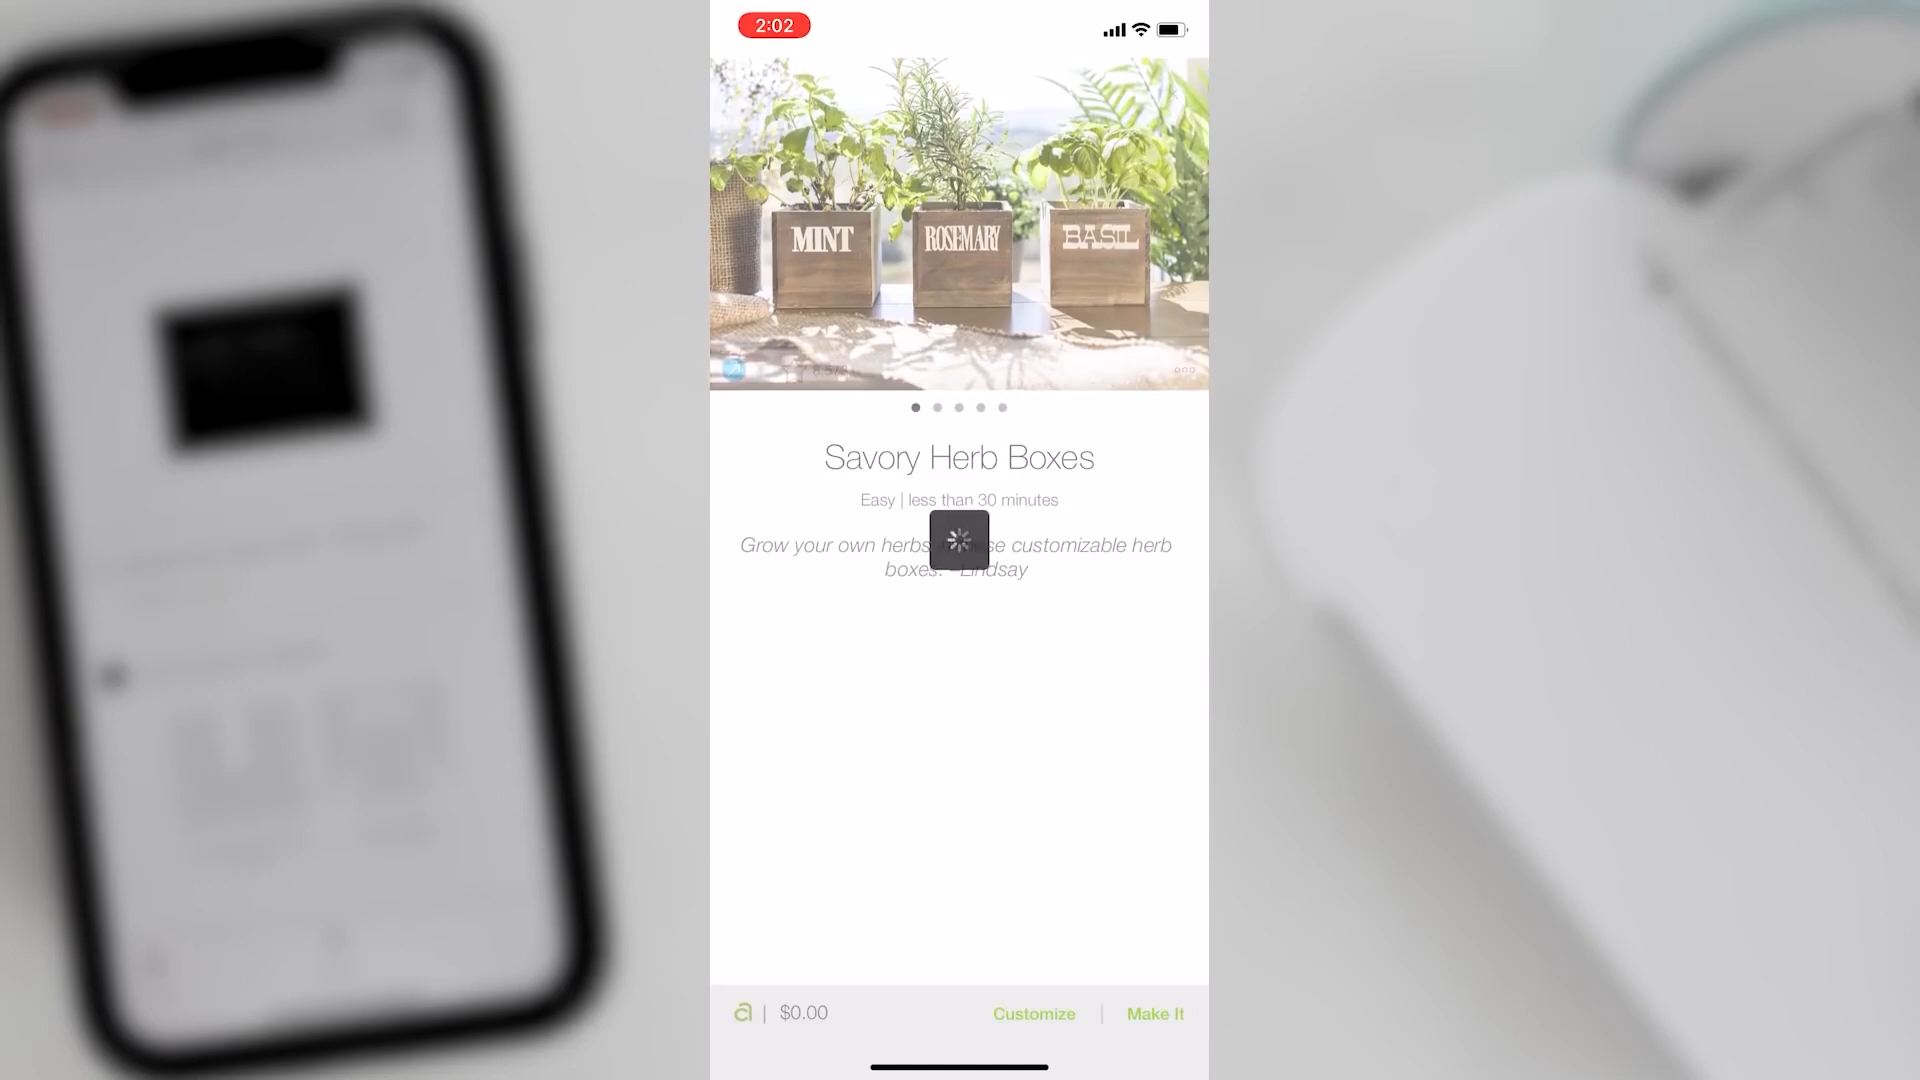 2:02
MINT
ROSEMARY
BASIL
Savory Herb Boxes
Easy | less than 30 minutes
Grow your own herbs customizable herb
boxes. -Lindsay
a | $0.00
Customize | Make It